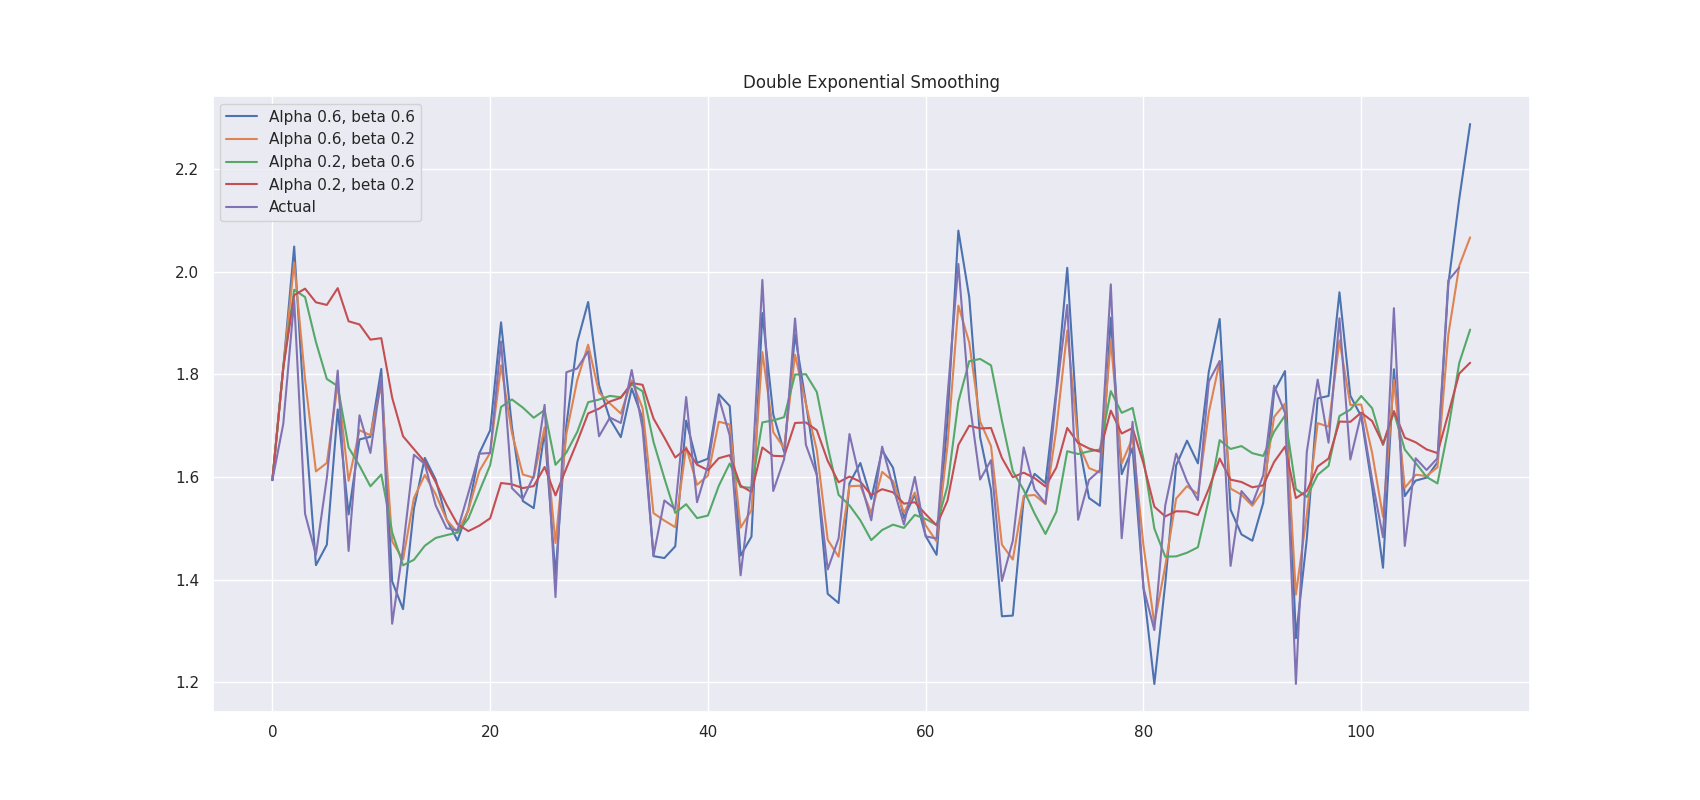 Double Exponential Smoothing
Alpha 0.6, beta 0.6
Alpha 0.6, beta 0.2
Alpha 0.2, beta 0.6
Alpha 0.2, beta 0.2
Actual
2.2
2.0
1.8
1.6
1.4
1.2
0 20 40 60 80 100